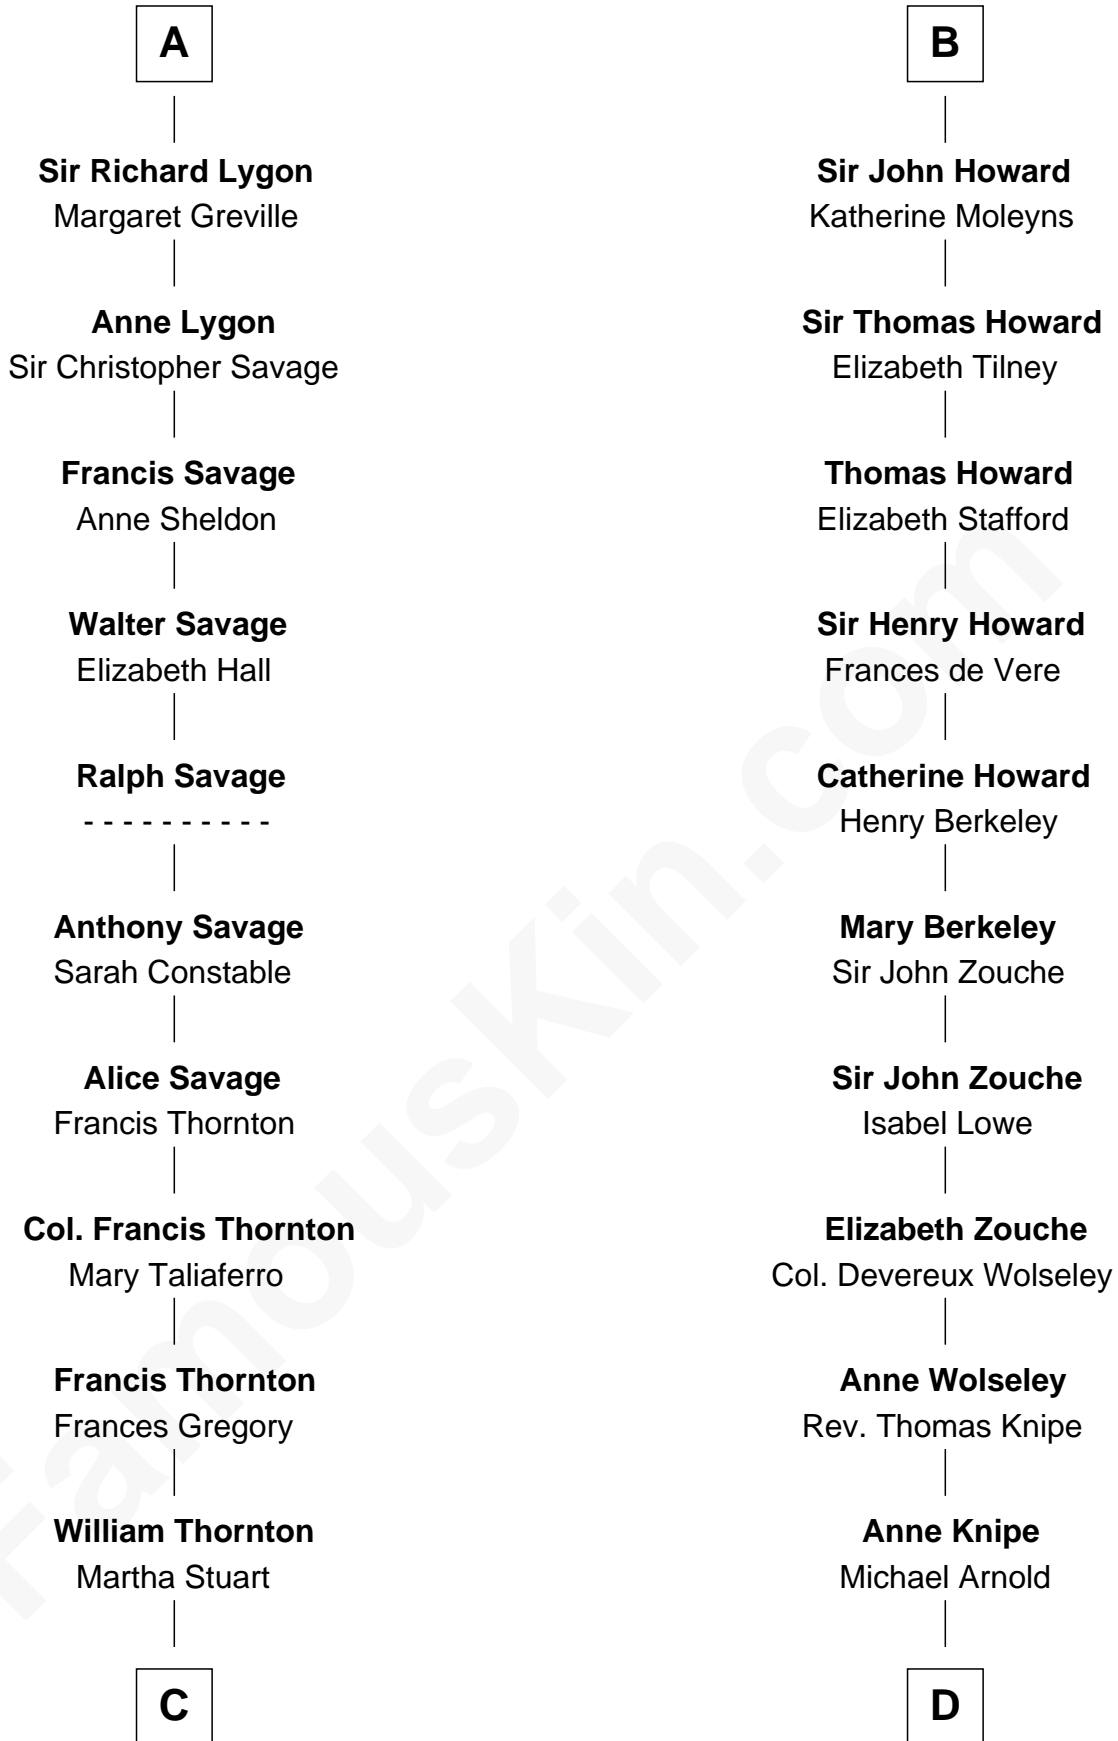 A
Sir Richard Lygon
Margaret Greville
Anne Lygon
Sir Christopher Savage
Francis Savage
Anne Sheldon
Walter Savage
Elizabeth Hall
Ralph Savage
- - - - - - - - - -
Anthony Savage
Sarah Constable
Alice Savage
Francis Thornton
Col. Francis Thornton
Mary Taliaferro
Francis Thornton
Frances Gregory
William Thornton
Martha Stuart
C
B
Sir John Howard
Katherine Moleyns
Sir Thomas Howard
Elizabeth Tilney
Thomas Howard
Elizabeth Stafford
Sir Henry Howard
Frances de Vere
Catherine Howard
Henry Berkeley
Mary Berkeley
Sir John Zouche
Sir John Zouche
Isabel Lowe
Elizabeth Zouche
Col. Devereux Wolseley
Anne Wolseley
Rev. Thomas Knipe
Anne Knipe
Michael Arnold
D
FamousKin.com